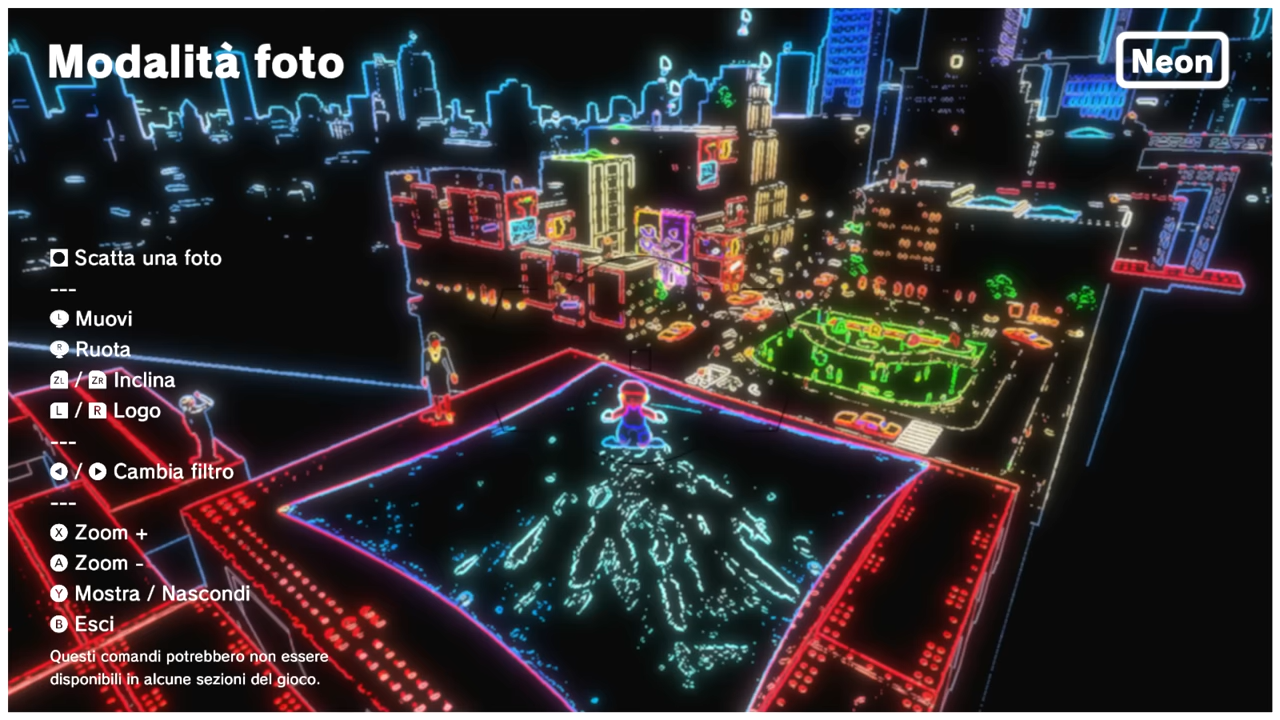 Modalità foto
Neon
Scatta una foto
---
L Muovi
R Ruota
ZL / ZR Inclina
L / R Logo
---
/ Cambia filtro
---
X Zoom +
A Zoom -
Y Mostra / Nascondi
B Esci
Questi comandi potrebbero non essere
disponibili in alcune sezioni del gioco.